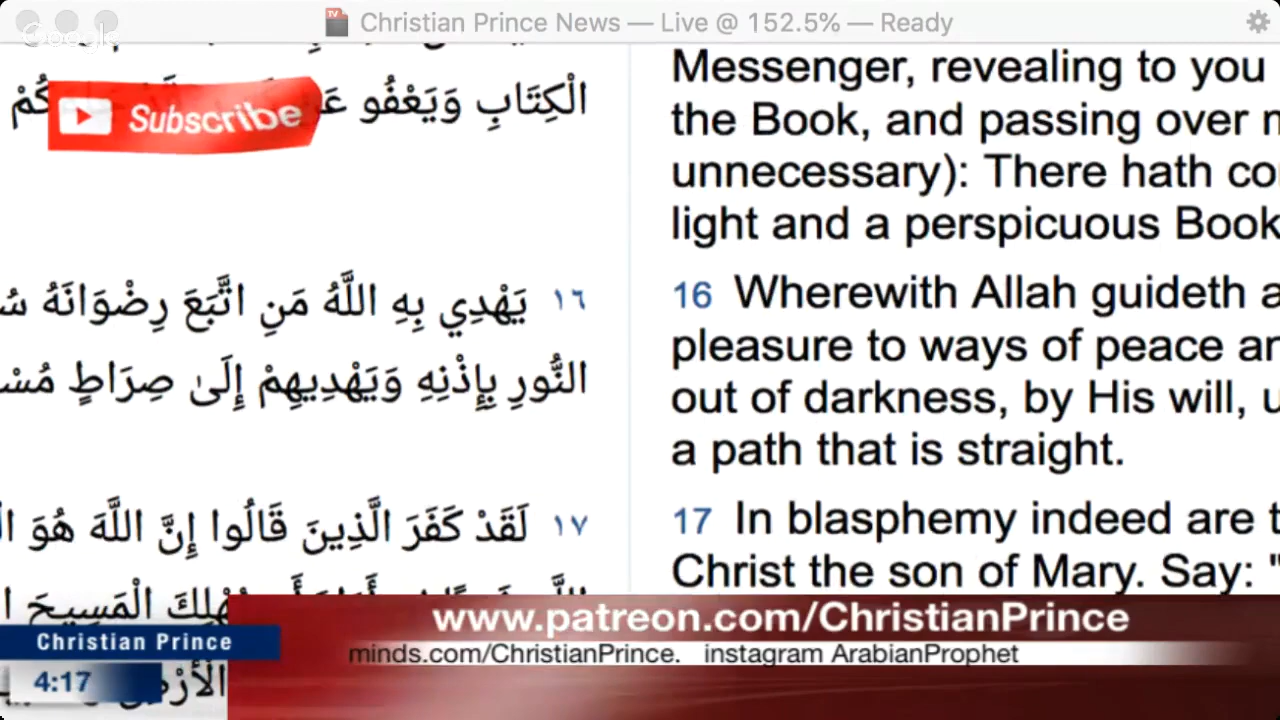 Christian Prince News — Live @ 152.5% — Ready
Google
TV
الْكِتَابِ وَيَعْفُو
Subscribe
Messenger, revealing to you
the Book, and passing over
unnecessary): There hath
light and a perspicuous Book
١٦ يَهْدِي بِهِ اللَّهُ مَنِ اتَّبَعَ رِضْوَانَهُ
النُّورِ بِإِذْنِهِ وَيَهْدِيهِمْ إِلَىٰ صِرَاطٍ
16 Wherewith Allah guideth
pleasure to ways of peace
out of darkness, by His will,
a path that is straight.
١٧ لَقَدْ كَفَرَ الَّذِينَ قَالُوا إِنَّ اللَّهَ هُوَ
يُهْلِكَ الْمَسِيحَ
17 In blasphemy indeed are
Christ the son of Mary. Say: "
www.patreon.com/ChristianPrince
Christian Prince
minds.com/ChristianPrince. instagram ArabianProphet
4:17